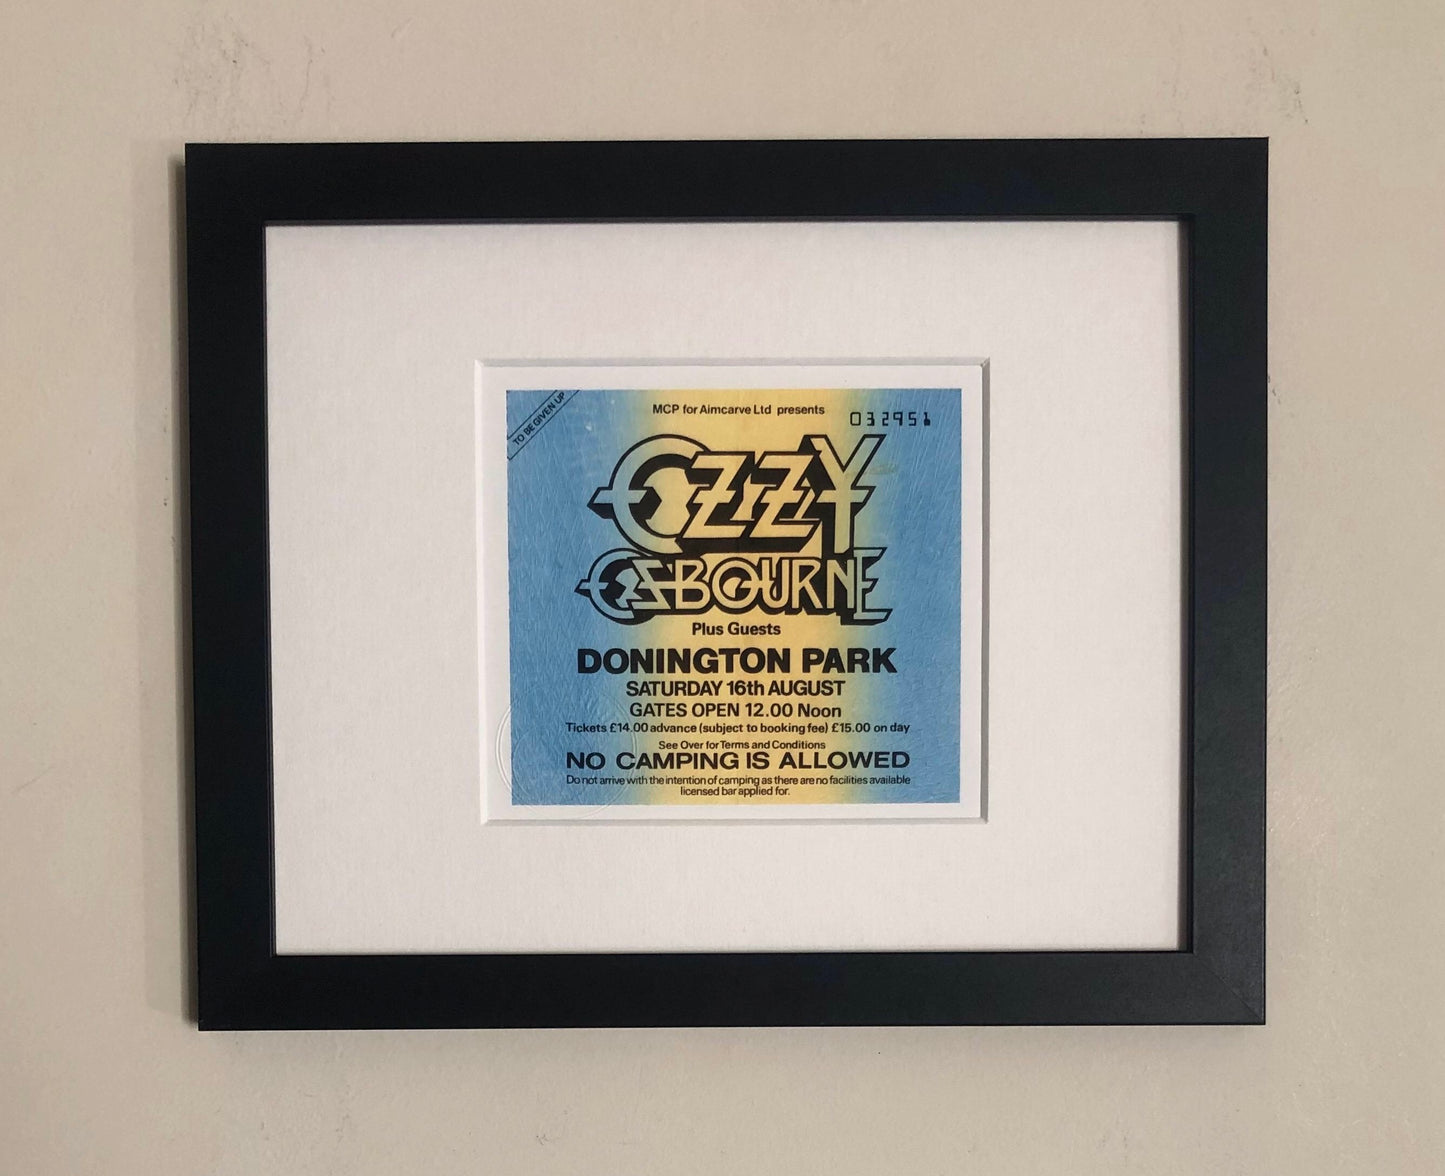 TO BE GIVEN UP
MCP for Aimcarve Ltd presents
032951
OZZY
OSBOURNE
Plus Guests
DONINGTON PARK
SATURDAY 16th AUGUST
GATES OPEN 12.00 Noon
Tickets £14.00 advance (subject to booking fee) £15.00 on day
See Over for Terms and Conditions
NO CAMPING IS ALLOWED
Do not arrive with the intention of camping as there are no facilities available
licensed bar applied for.